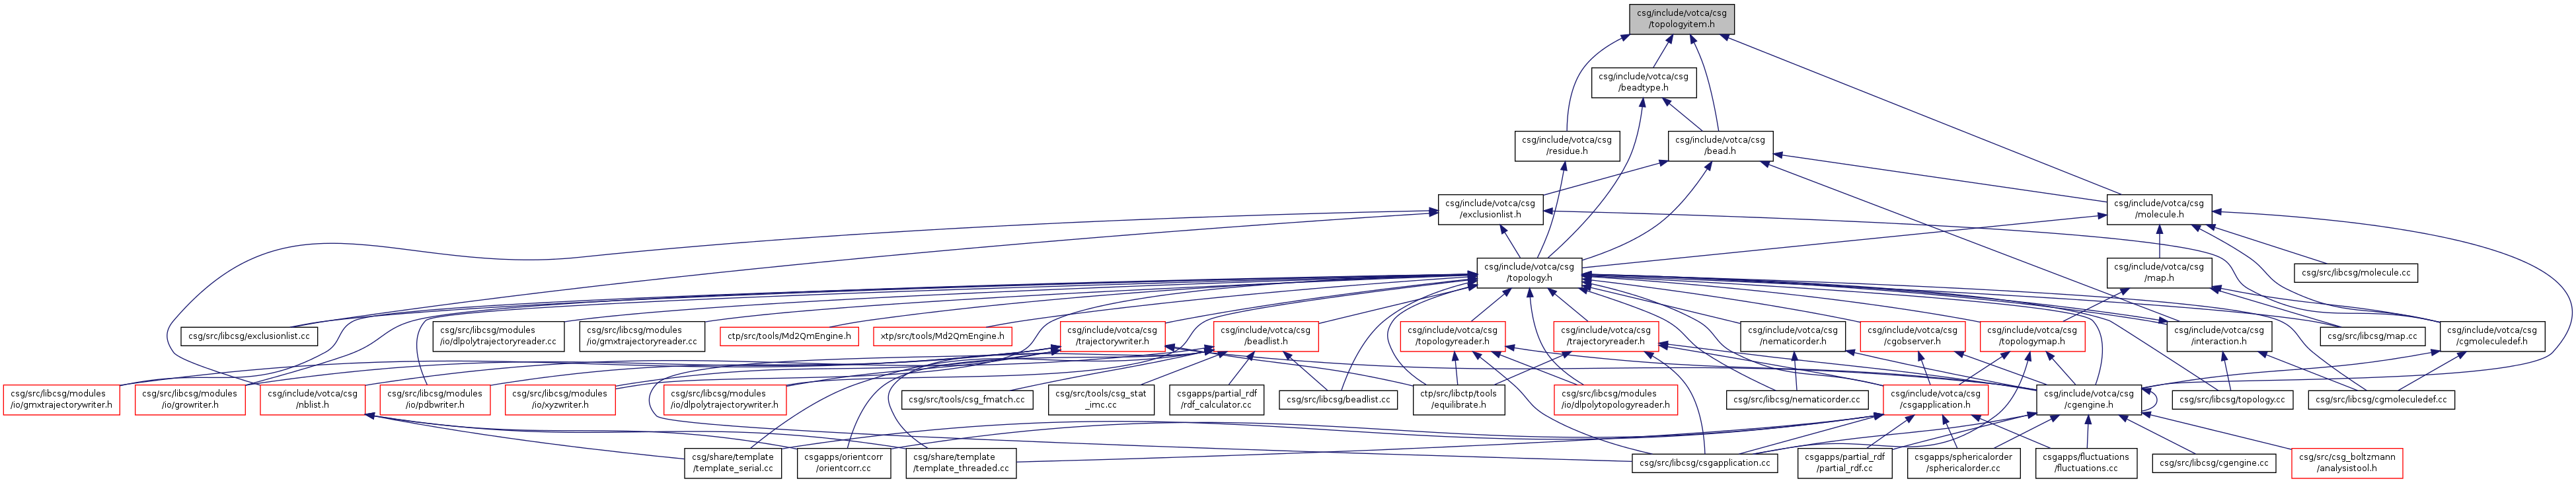 csg/include/votca/csg
/topologyitem.h
csg/include/votca/csg
/beadtype.h
csg/include/votca/csg
/residue.h
csg/include/votca/csg
/bead.h
csg/include/votca/csg
/exclusionlist.h
csg/include/votca/csg
/molecule.h
csg/include/votca/csg
/topology.h
csg/include/votca/csg
/map.h
csg/src/libcsg/molecule.cc
csg/src/libcsg/exclusionlist.cc
csg/src/libcsg/modules
/io/dlpolytrajectoryreader.cc
csg/src/libcsg/modules
/io/gmxtrajectoryreader.cc
ctp/src/tools/Md2QmEngine.h
xtp/src/tools/Md2QmEngine.h
csg/include/votca/csg
/trajectorywriter.h
csg/include/votca/csg
/beadlist.h
csg/include/votca/csg
/topologyreader.h
csg/include/votca/csg
/trajectoryreader.h
csg/include/votca/csg
/nematicorder.h
csg/include/votca/csg
/cgobserver.h
csg/include/votca/csg
/topologymap.h
csg/include/votca/csg
/interaction.h
csg/src/libcsg/map.cc
csg/include/votca/csg
/cgmoleculedef.h
csg/src/libcsg/modules
/io/gmxtrajectorywriter.h
csg/src/libcsg/modules
/io/growriter.h
csg/include/votca/csg
/nblist.h
csg/src/libcsg/modules
/io/pdbwriter.h
csg/src/libcsg/modules
/io/xyzwriter.h
csg/src/libcsg/modules
/io/dlpolytrajectorywriter.h
csg/src/tools/csg_fmatch.cc
csg/src/tools/csg_stat
_imc.cc
csgapps/partial_rdf
/rdf_calculator.cc
csg/src/libcsg/beadlist.cc
ctp/src/libctp/tools
/equilibrate.h
csg/src/libcsg/modules
/io/dlpolytopologyreader.h
csg/src/libcsg/nematicorder.cc
csg/include/votca/csg
/csgapplication.h
csg/include/votca/csg
/cgengine.h
csg/src/libcsg/topology.cc
csg/src/libcsg/cgmoleculedef.cc
csg/share/template
/template_serial.cc
csgapps/orientcorr
/orientcorr.cc
csg/share/template
/template_threaded.cc
csg/src/libcsg/csgapplication.cc
csgapps/partial_rdf
/partial_rdf.cc
csgapps/sphericalorder
/sphericalorder.cc
csgapps/fluctuations
/fluctuations.cc
csg/src/libcsg/cgengine.cc
csg/src/csg_boltzmann
/analysistool.h